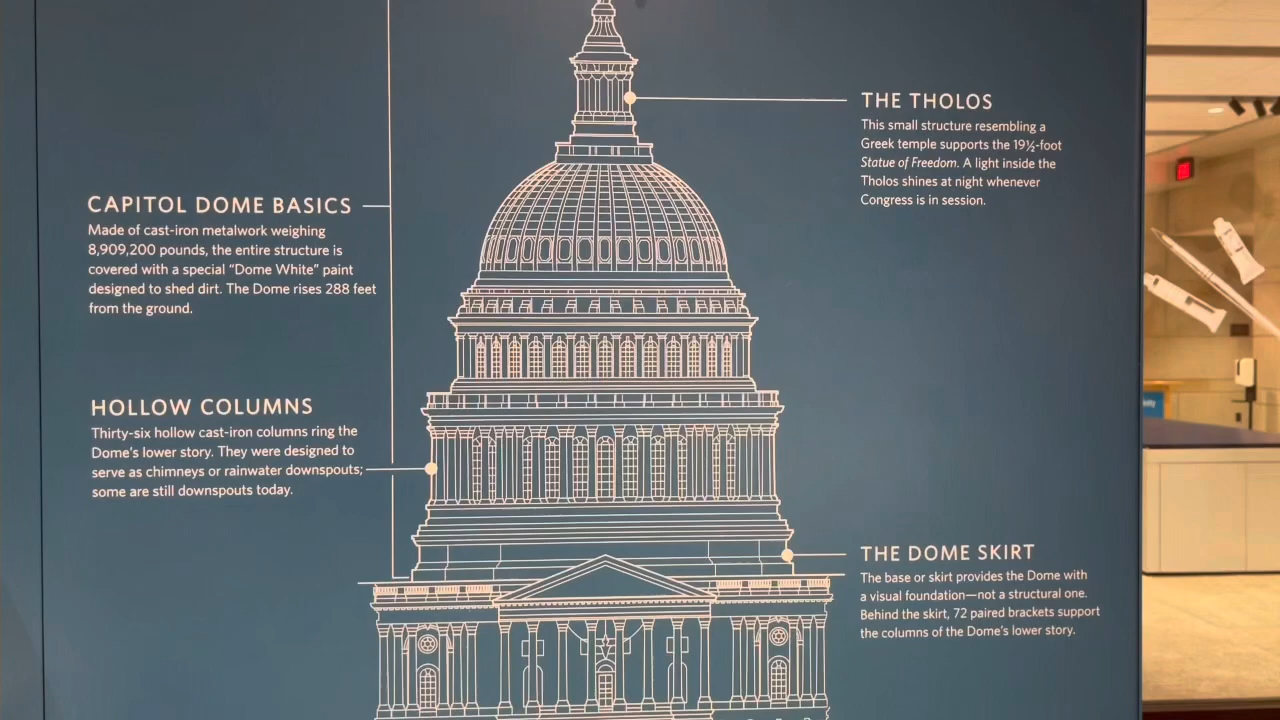 THE THOLOS
This small structure resembling a
Greek temple supports the 19½-foot
Statue of Freedom. A light inside the
Tholos shines at night whenever
Congress is in session.
CAPITOL DOME BASICS
Made of cast-iron metalwork weighing
8,909,200 pounds, the entire structure is
covered with a special “Dome White” paint
designed to shed dirt. The Dome rises 288 feet
from the ground.
HOLLOW COLUMNS
Thirty-six hollow cast-iron columns ring the
Dome’s lower story. They were designed to
serve as chimneys or rainwater downspouts;
some are still downspouts today.
THE DOME SKIRT
The base or skirt provides the Dome with
a visual foundation—not a structural one.
Behind the skirt, 72 paired brackets support
the columns of the Dome’s lower story.